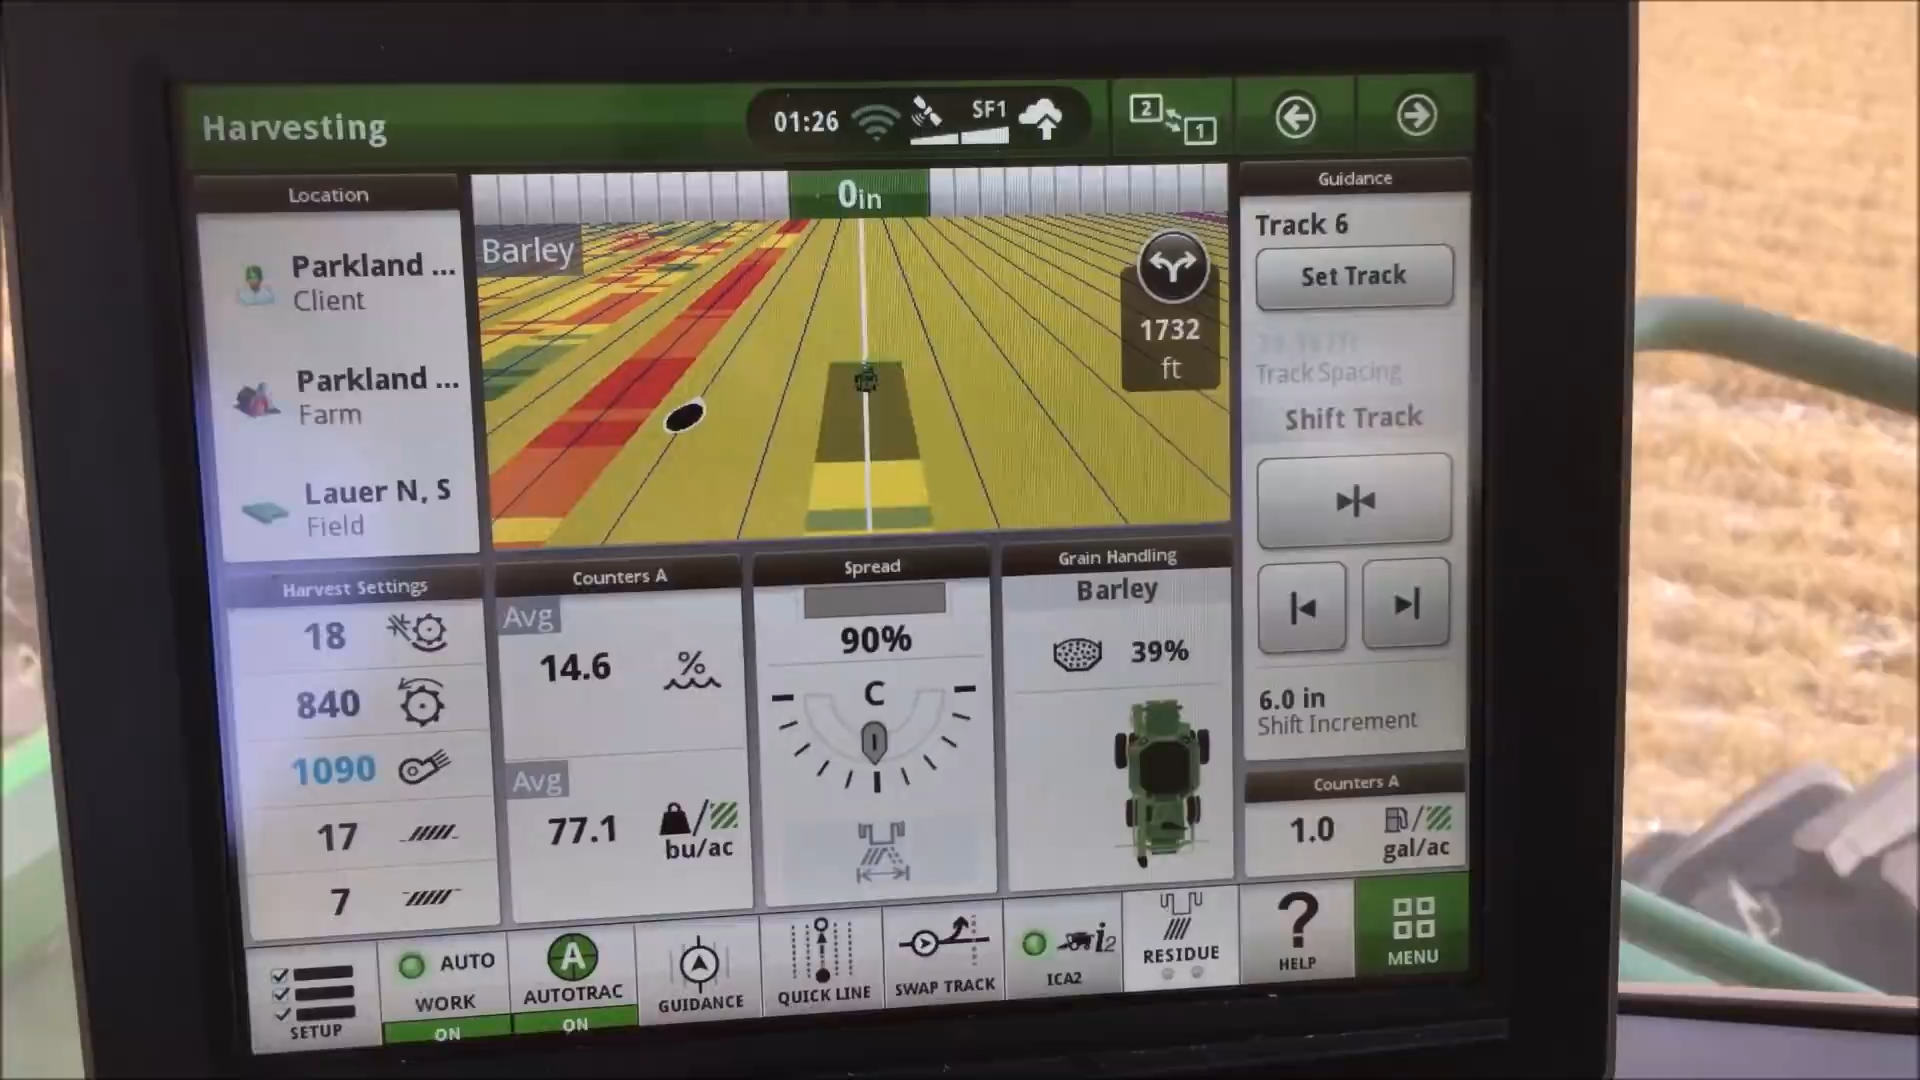 Harvesting
01:26
SF1
2
1
Location
Parkland ...
Client
Parkland ...
Farm
Lauer N, S
Field
0in
Barley
1732
ft
Guidance
Track 6
Set Track
Track Spacing
Shift Track
6.0 in
Shift Increment
Harvest Settings
18
840
1090
17
7
Counters A
Avg
14.6
%
Avg
77.1
bu/ac
Spread
90%
C
Grain Handling
Barley
39%
Counters A
1.0
gal/ac
SETUP
AUTO
WORK
ON
A
AUTOTRAC
ON
GUIDANCE
QUICK LINE
SWAP TRACK
i2
ICA2
RESIDUE
?
HELP
MENU